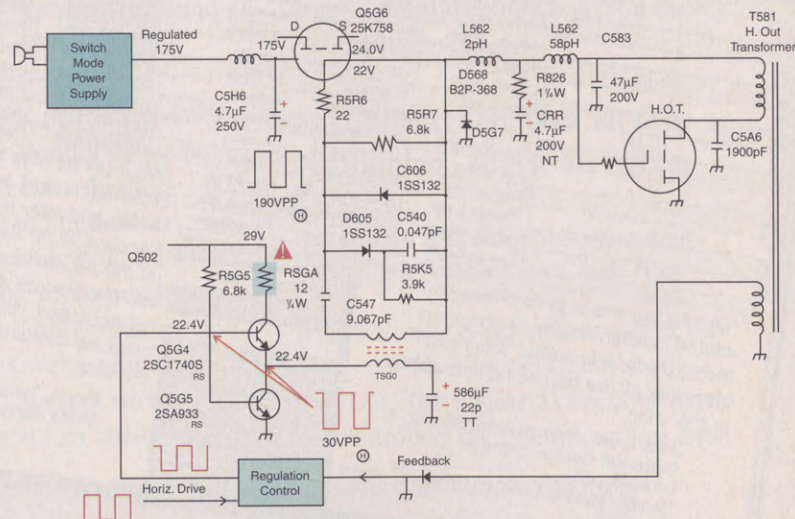 Q5G6
25K758
D
S
T581
H. Out
Transformer
Switch
Mode
Power
Supply
Regulated
175V
175V
24.0V
22V
L562
2pH
L562
58pH
C583
D568
B2P-368
R826
1¼W
47µF
200V
C5H6
4.7µF
250V
R5R6
22
R5R7
6.8k
D5G7
CRR
4.7µF
200V
NT
H.O.T.
C5A6
1900pF
190VPP
H
C606
1SS132
D605
1SS132
C540
0.047pF
Q502
29V
R5G5
6.8k
RSGA
12
¼W
R5K5
3.9k
C547
9.067pF
22.4V
Q5G4
2SC1740S
RS
22.4V
TSG0
Q5G5
2SA933
RS
586µF
22p
TT
30VPP
H
Horiz. Drive
Regulation
Control
Feedback